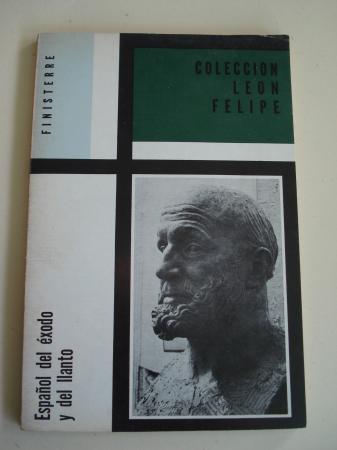 FINISTERRE
COLECCION
LEON
FELIPE
Español del éxodo
y del llanto